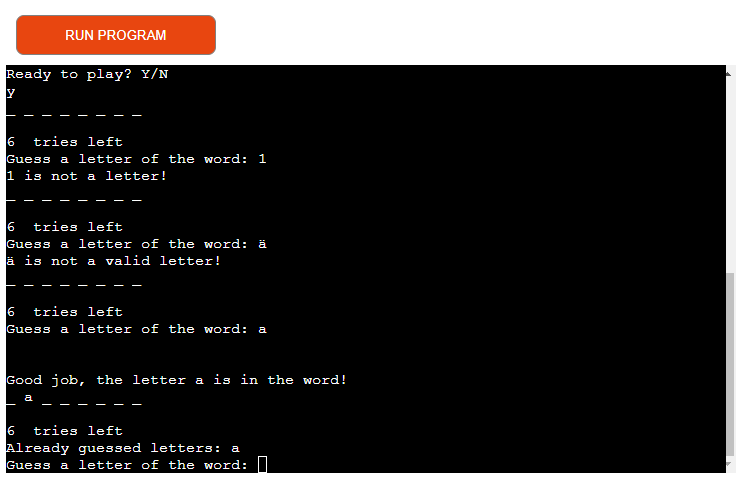 RUN PROGRAM
Ready to play? Y/N
y
_ _ _ _ _ _ _ _
6  tries left
Guess a letter of the word: 1
1 is not a letter!
_ _ _ _ _ _ _ _
6  tries left
Guess a letter of the word: ä
ä is not a valid letter!
_ _ _ _ _ _ _ _
6  tries left
Guess a letter of the word: a
Good job, the letter a is in the word!
_ a _ _ _ _ _ _
6  tries left
Already guessed letters: a
Guess a letter of the word: